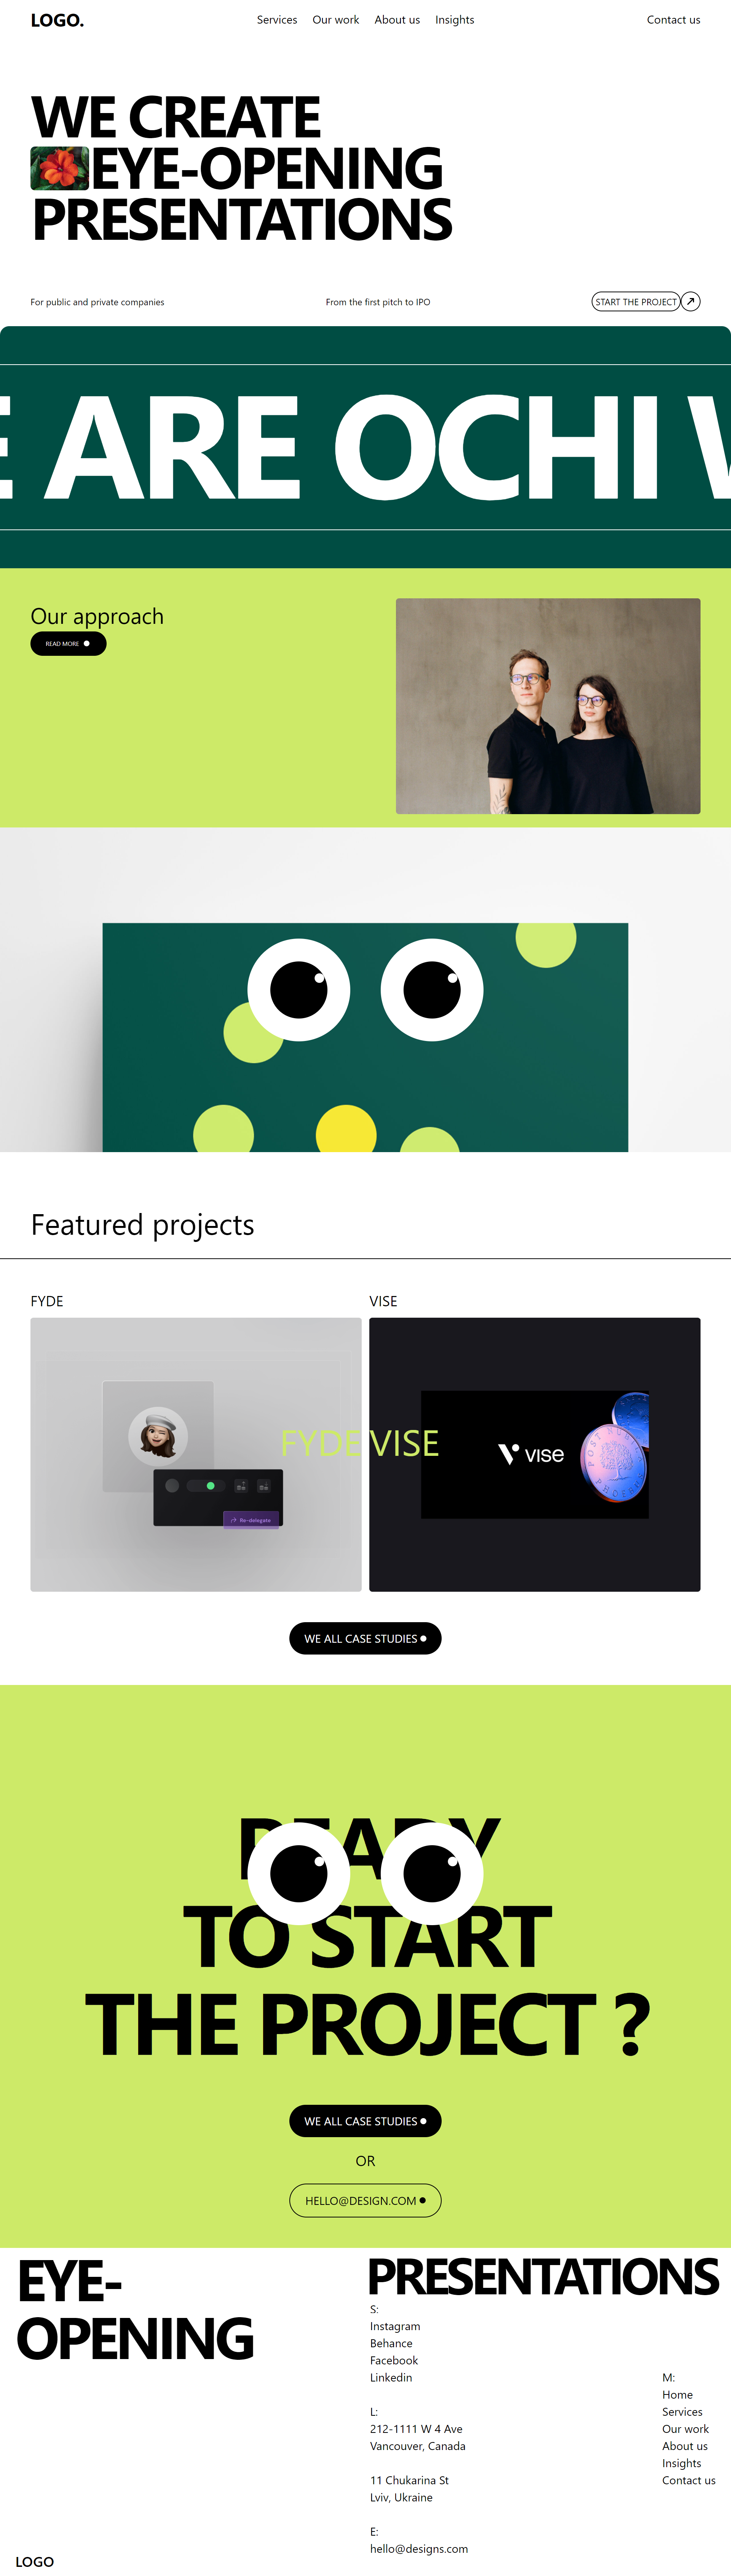 LOGO.
Services Our work About us Insights
Contact us
WE CREATE
EYE-OPENING
PRESENTATIONS
For public and private companies
From the first pitch to IPO
START THE PROJECT
E ARE OCHI W
Our approach
READ MORE
Featured projects
FYDE
VISE
FYDE VISE
vise
Re-delegate
WE ALL CASE STUDIES
READY
TO START
THE PROJECT ?
WE ALL CASE STUDIES
OR
HELLO@DESIGN.COM
EYE-
OPENING
PRESENTATIONS
S:
Instagram
Behance
Facebook
Linkedin
L:
212-1111 W 4 Ave
Vancouver, Canada
11 Chukarina St
Lviv, Ukraine
E:
hello@designs.com
M:
Home
Services
Our work
About us
Insights
Contact us
LOGO